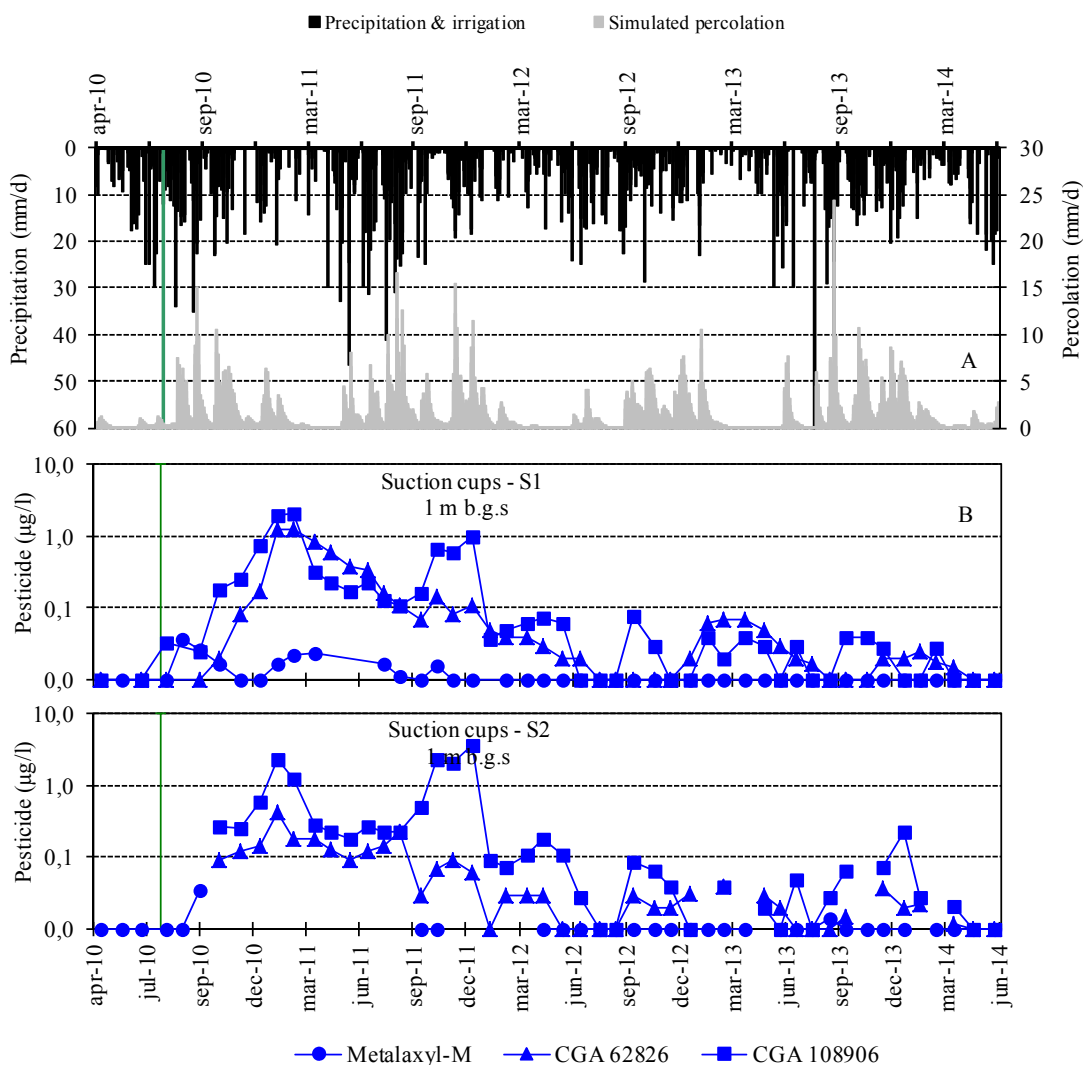 Precipitation & irrigation Simulated percolation
apr-10 sep-10 mar-11 sep-11 mar-12 sep-12 mar-13 sep-13 mar-14
Precipitation (mm/d)
0
10
20
30
40
50
60
30
25
20
15
10
5
0
Percolation (mm/d)
A
Pesticide (µg/l)
10,0
1,0
0,1
0,0
Suction cups - S1
1 m b.g.s
B
Pesticide (µg/l)
10,0
1,0
0,1
0,0
Suction cups - S2
1 m b.g.s
apr-10 jul-10 sep-10 dec-10 mar-11 jun-11 sep-11 dec-11 mar-12 jun-12 sep-12 dec-12 mar-13 jun-13 sep-13 dec-13 mar-14 jun-14
Metalaxyl-M CGA 62826 CGA 108906